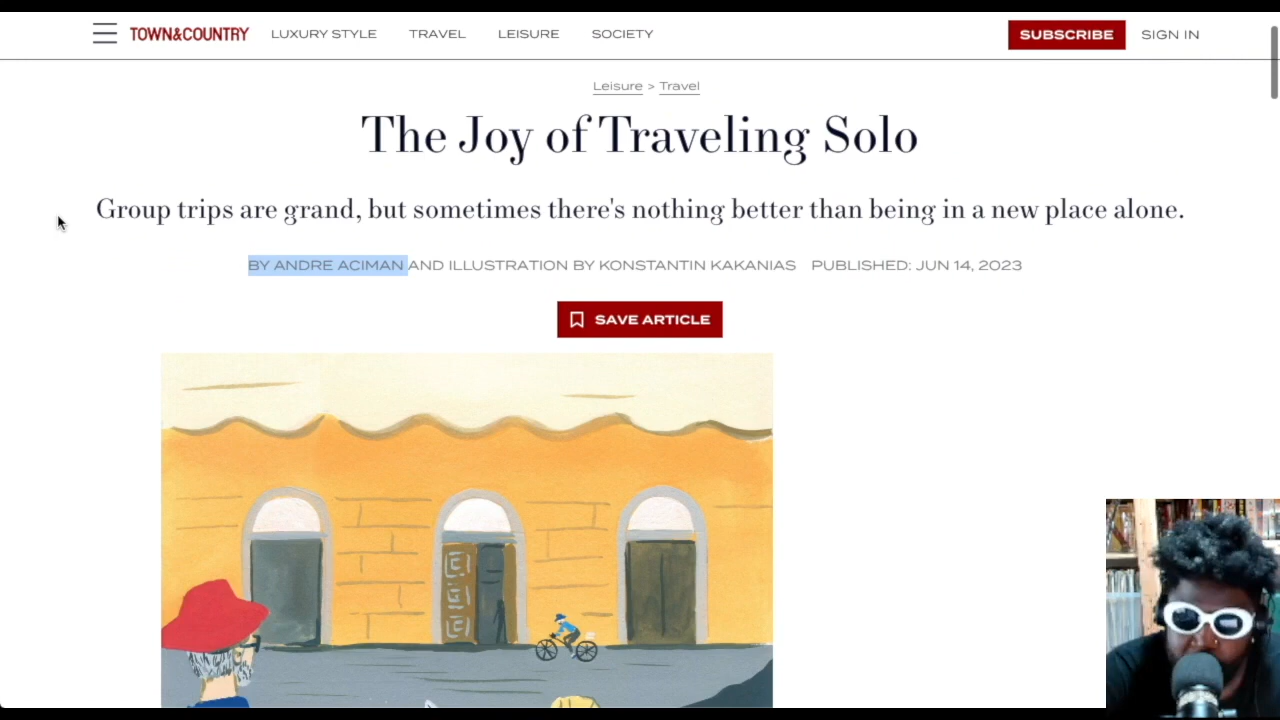 TOWN&COUNTRY LUXURY STYLE TRAVEL LEISURE SOCIETY SUBSCRIBE SIGN IN
Leisure > Travel
The Joy of Traveling Solo
Group trips are grand, but sometimes there's nothing better than being in a new place alone.
BY ANDRE ACIMAN AND ILLUSTRATION BY KONSTANTIN KAKANIAS PUBLISHED: JUN 14, 2023
SAVE ARTICLE